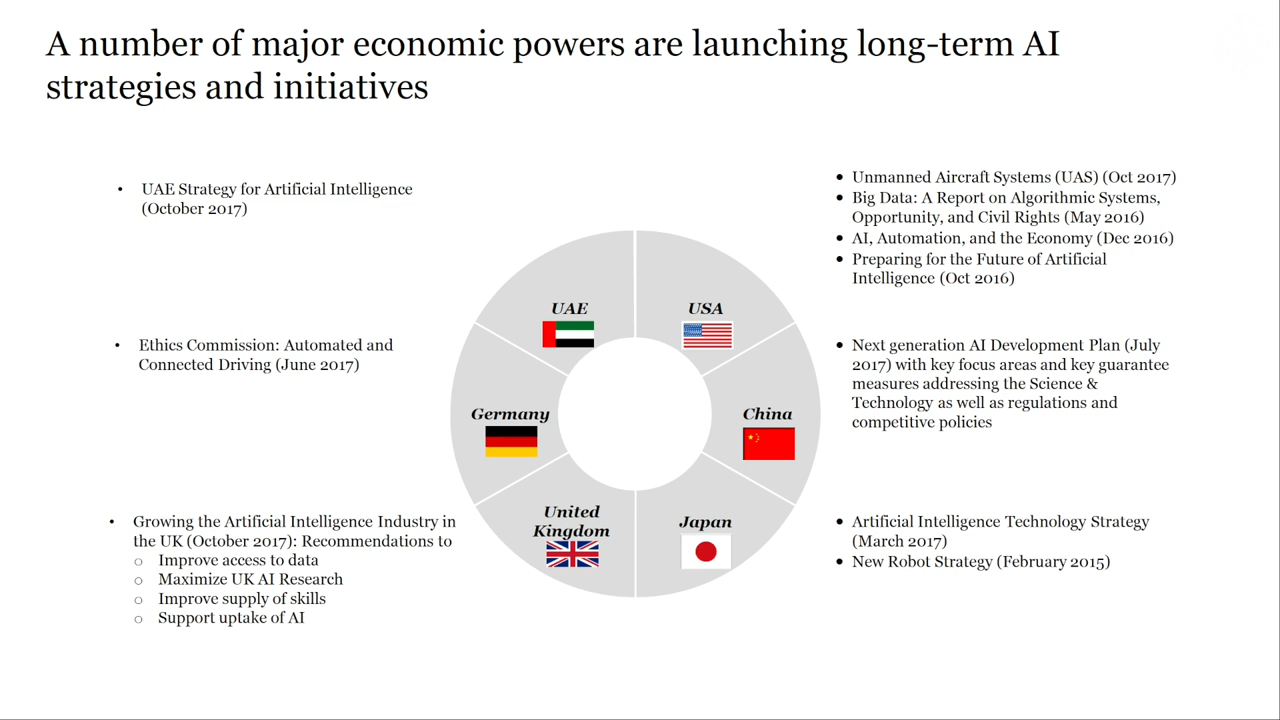 A number of major economic powers are launching long-term AI
strategies and initiatives
• UAE Strategy for Artificial Intelligence
(October 2017)
• Ethics Commission: Automated and
Connected Driving (June 2017)
• Growing the Artificial Intelligence Industry in
the UK (October 2017): Recommendations to
○ Improve access to data
○ Maximize UK AI Research
○ Improve supply of skills
○ Support uptake of AI
UAE
USA
Germany
China
United
Kingdom
Japan
• Unmanned Aircraft Systems (UAS) (Oct 2017)
• Big Data: A Report on Algorithmic Systems,
Opportunity, and Civil Rights (May 2016)
• AI, Automation, and the Economy (Dec 2016)
• Preparing for the Future of Artificial
Intelligence (Oct 2016)
• Next generation AI Development Plan (July
2017) with key focus areas and key guarantee
measures addressing the Science &
Technology as well as regulations and
competitive policies
• Artificial Intelligence Technology Strategy
(March 2017)
• New Robot Strategy (February 2015)